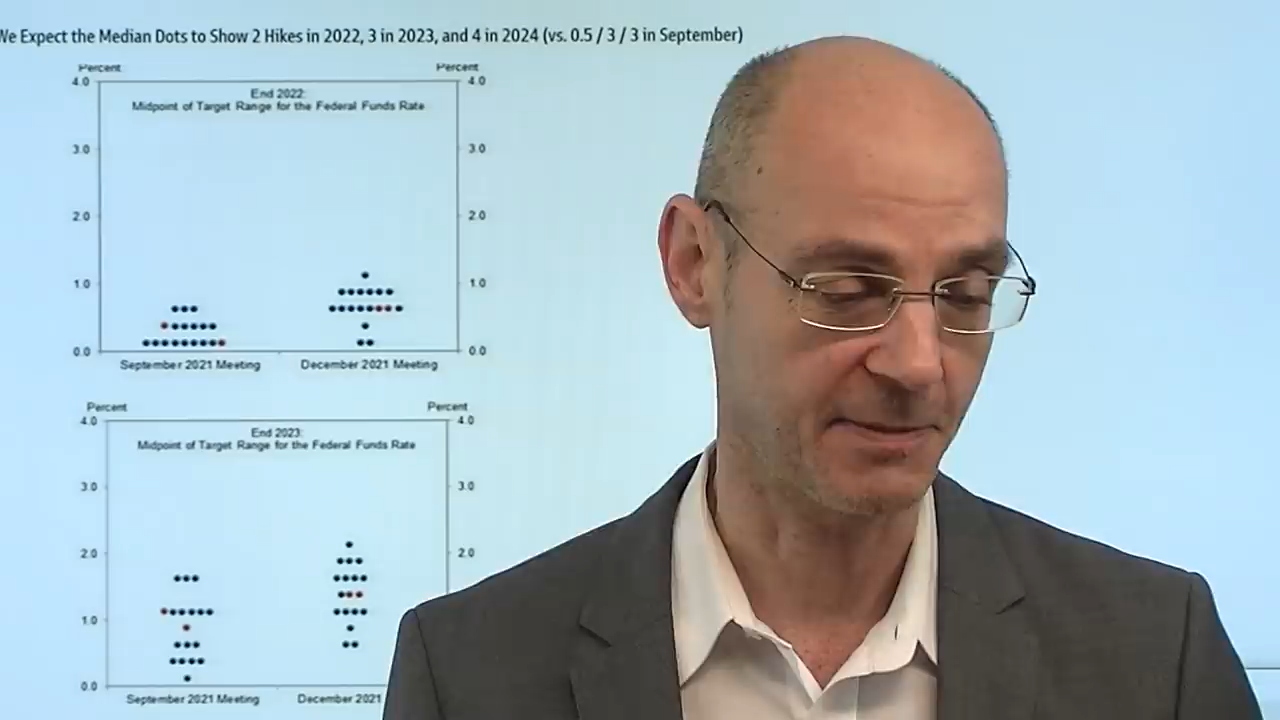 We Expect the Median Dots to Show 2 Hikes in 2022, 3 in 2023, and 4 in 2024 (vs. 0.5 / 3 / 3 in September)
Percent Percent
4.0 4.0
End 2022:
Midpoint of Target Range for the Federal Funds Rate
3.0 3.0
2.0 2.0
1.0 1.0
0.0 0.0
September 2021 Meeting December 2021 Meeting
Percent Percent
4.0 4.0
End 2023:
Midpoint of Target Range for the Federal Funds Rate
3.0 3.0
2.0 2.0
1.0
0.0
September 2021 Meeting December 2021